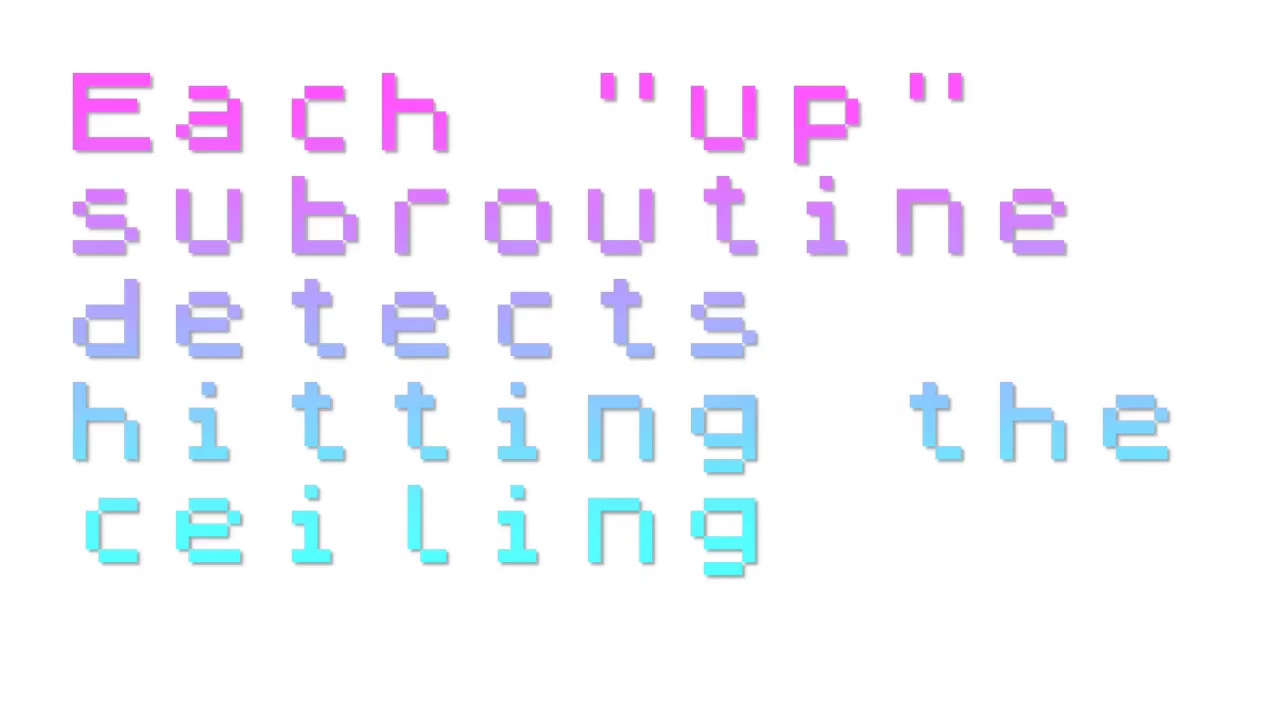 Each "up"
subroutine
detects
hitting the
ceiling